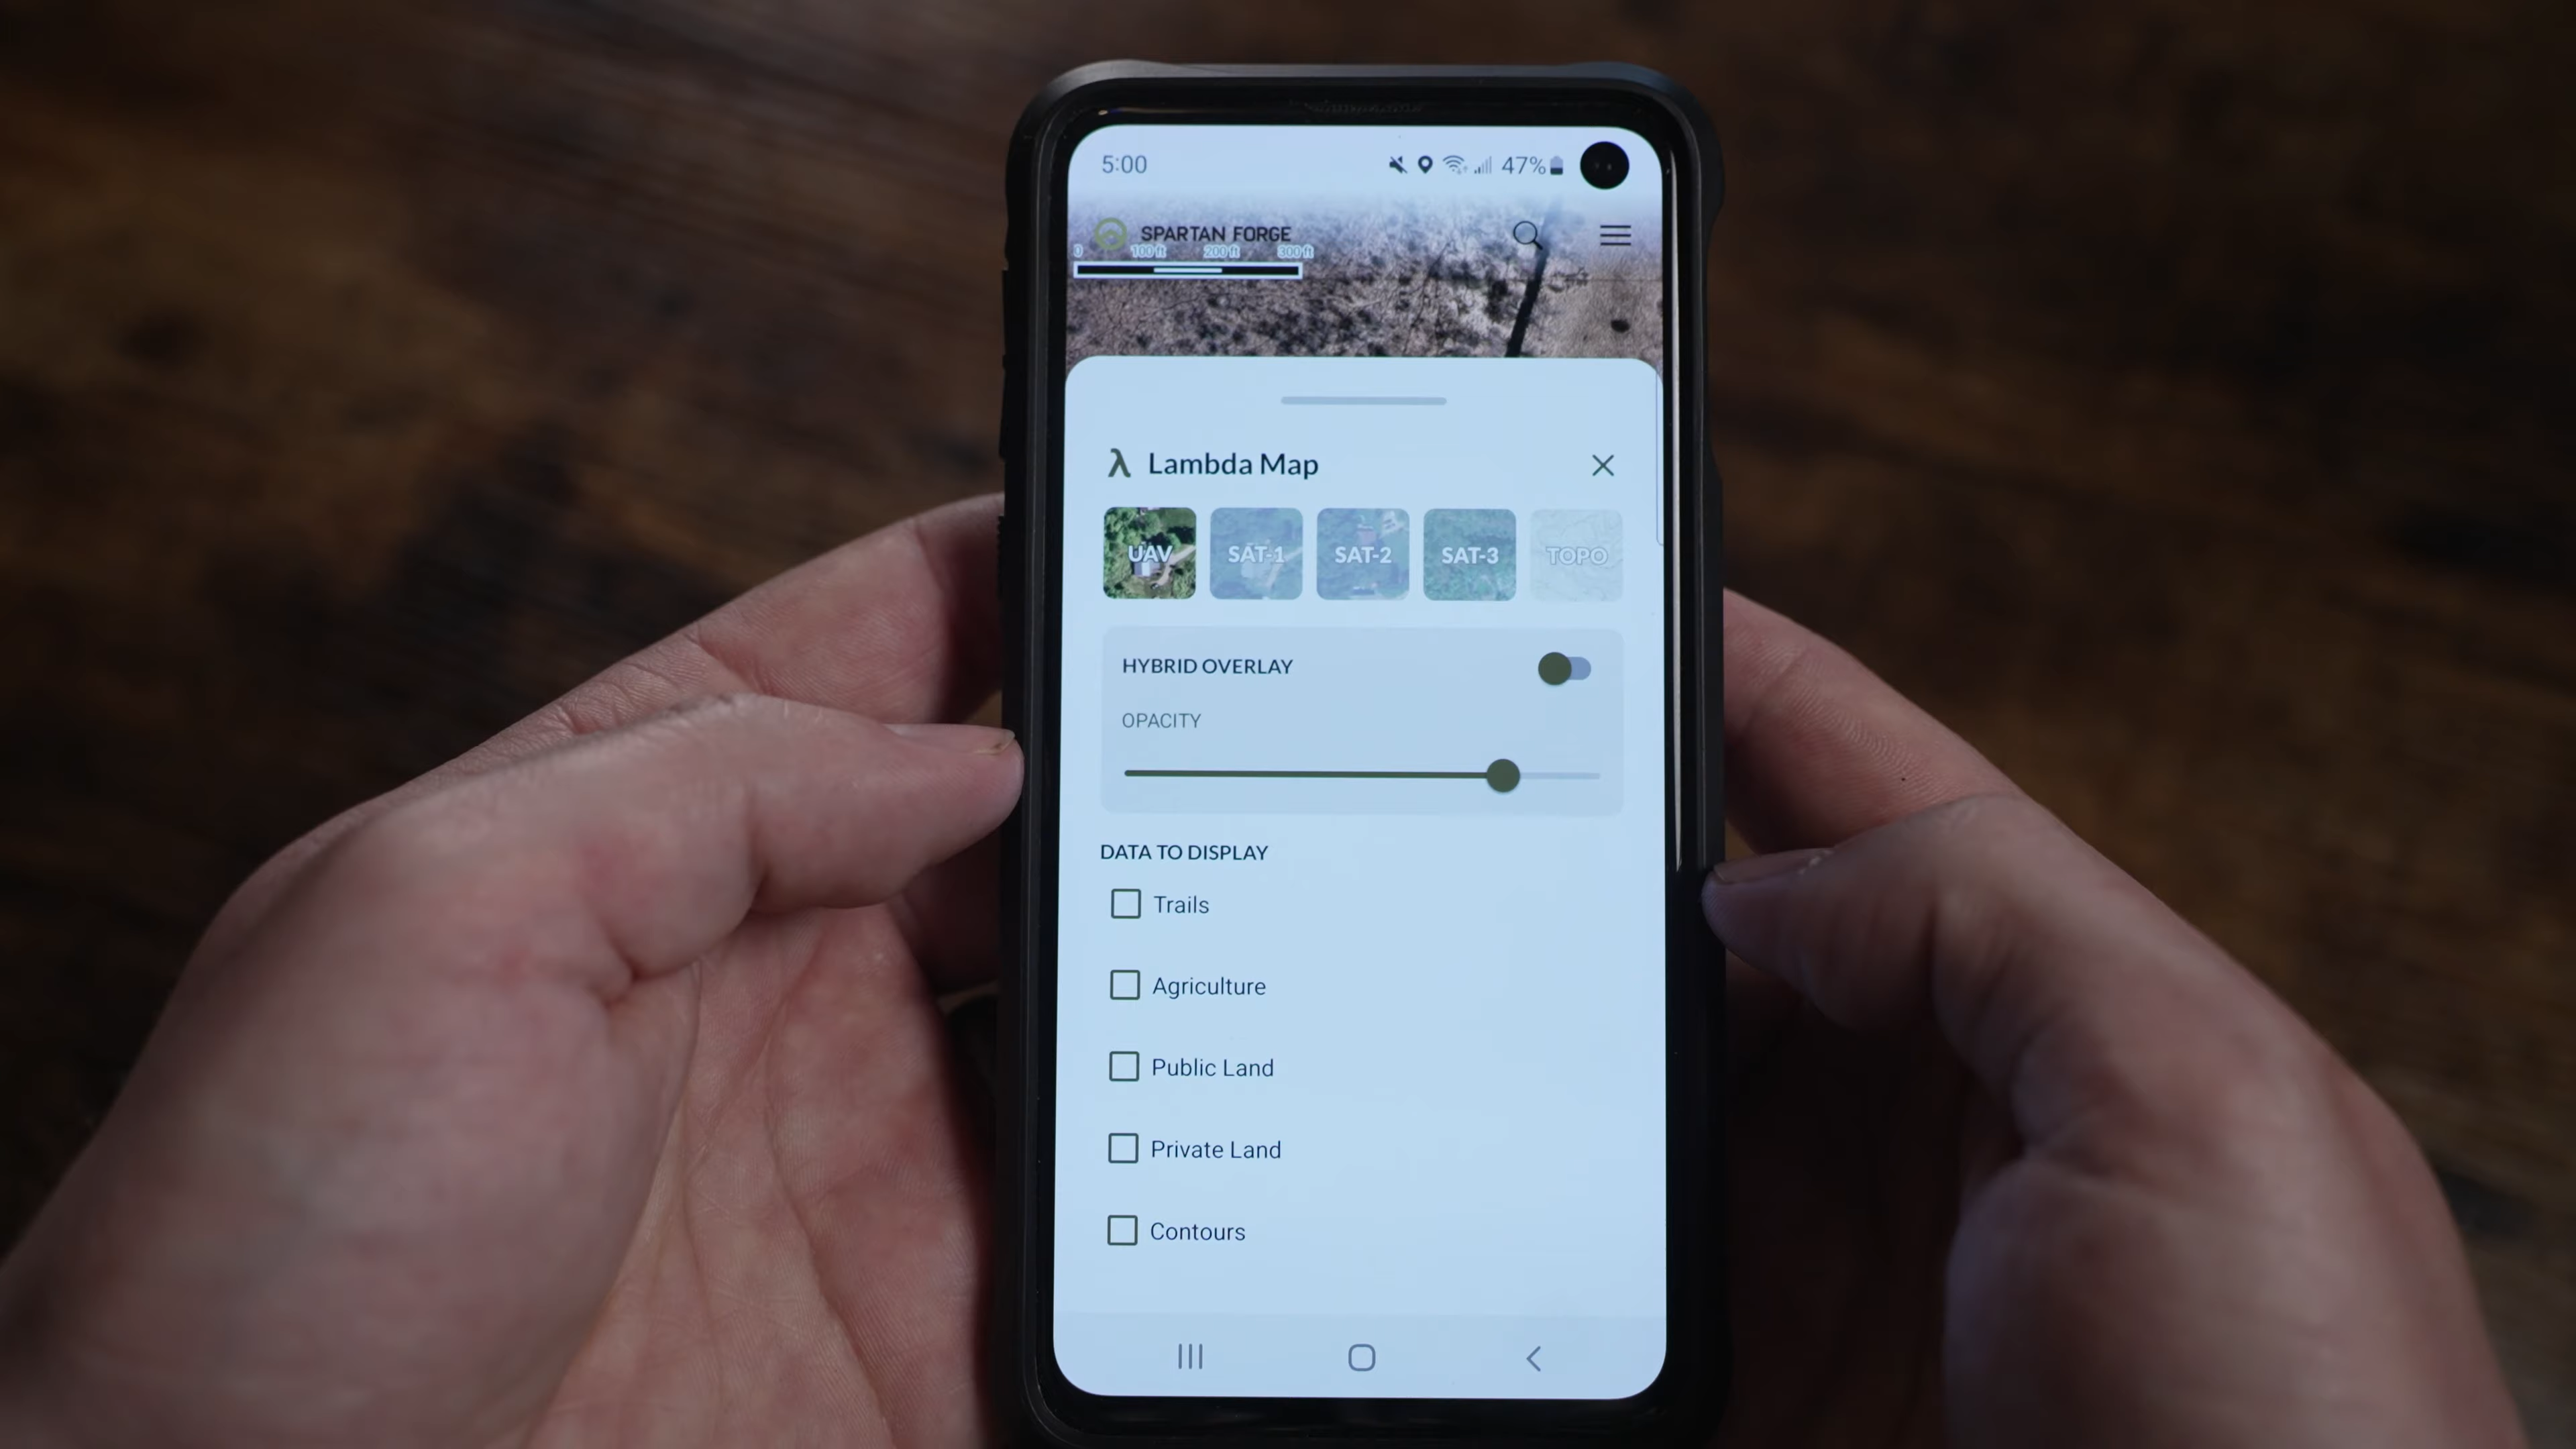 5:00 47%
SPARTAN FORGE
0 100 ft 200 ft 300 ft
λ Lambda Map
UAV SAT-1 SAT-2 SAT-3 TOPO
HYBRID OVERLAY
OPACITY
DATA TO DISPLAY
Trails
Agriculture
Public Land
Private Land
Contours